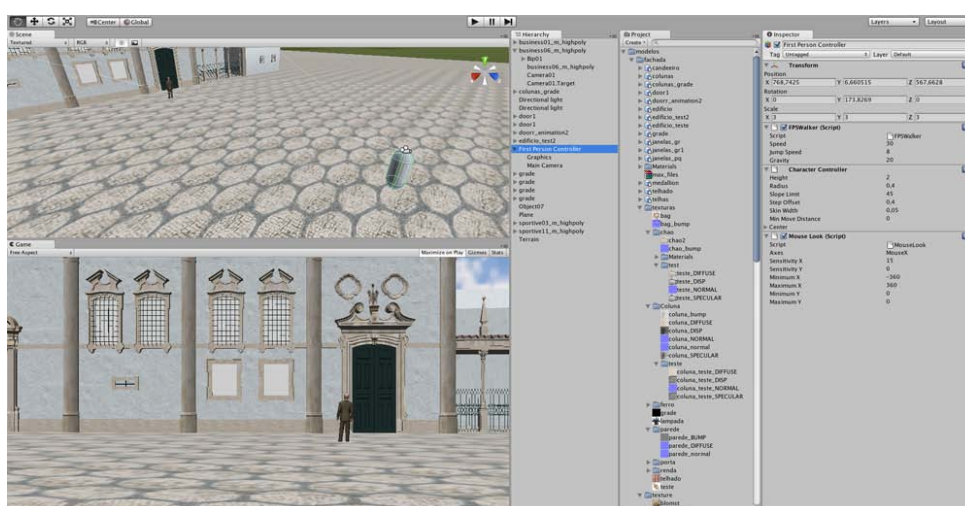 Center Global
Layers
Layout
Scene
Textured
RGB
Game
Free Aspect
Maximize on Play Gizmos Stats
Hierarchy
business01_m_highpoly
business06_m_highpoly
Bip01
business06_m_highpoly
Camera01
Camera01.Target
colunas_grade
Directional light
Directional light
door1
door1
doorr_animation2
edificio_test2
First Person Controller
Graphics
Main Camera
grade
grade
grade
grade
Object07
Plane
sportive03_m_highpoly
sportive11_m_highpoly
Terrain
Project
Create
modelos
fachada
candeeiro
colunas
colunas_grade
door1
doorr_animation2
edificio
edificio_test2
edificio_teste
grade
janelas_gr
janelas_gr1
janelas_pq
Materials
max_files
medallion
telhado
telhas
texturas
bag
bag_bump
chao
chao2
chao_bump
Materials
test
teste_DIFFUSE
teste_DISP
teste_NORMAL
teste_SPECULAR
Coluna
coluna_bump
coluna_DIFFUSE
coluna_DISP
coluna_NORMAL
coluna_normal
coluna_SPECULAR
teste
coluna_teste_DIFFUSE
coluna_teste_DISP
coluna_teste_NORMAL
coluna_teste_SPECULAR
ferro
grade
lampada
parede
parede_BUMP
parede_DIFFUSE
parede_normal
porta
renda
telhado
teste
texture
blomst
Inspector
First Person Controller
Tag Untagged Layer Default
Transform
Position
X 768,7425 Y 6,660515 Z 567,6628
Rotation
X 0 Y 173,8269 Z 0
Scale
X 3 Y 3 Z 3
FPSWalker (Script)
Script FPSWalker
Speed 30
Jump Speed 8
Gravity 20
Character Controller
Height 2
Radius 0,4
Slope Limit 45
Step Offset 0,4
Skin Width 0,05
Min Move Distance 0
Center
Mouse Look (Script)
Script MouseLook
Axes MouseX
Sensitivity X 15
Sensitivity Y 0
Minimum X -360
Maximum X 360
Minimum Y 0
Maximum Y 0